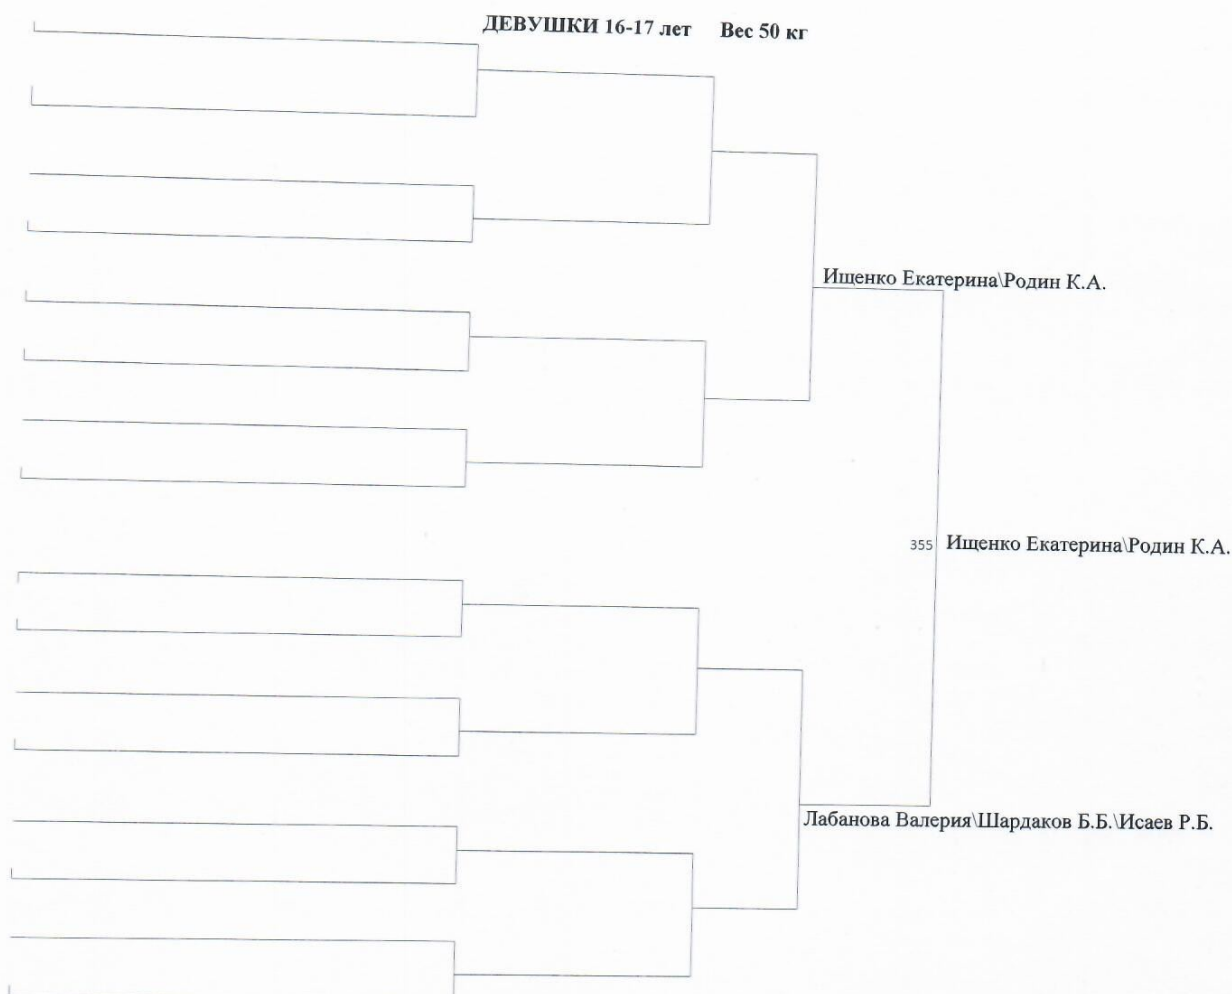 ДЕВУШКИ 16-17 лет Вес 50 кг
Ищенко Екатерина\Родин К.А.
355 Ищенко Екатерина\Родин К.А.
Лабанова Валерия\Шардаков Б.Б.\Исаев Р.Б.